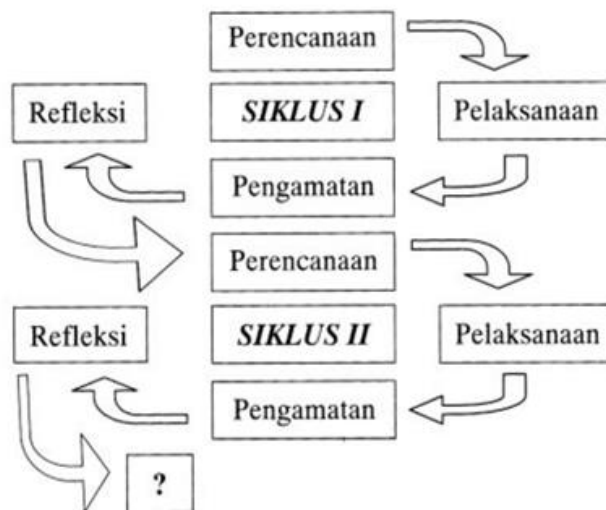 Perencanaan
Refleksi
SIKLUS I
Pelaksanaan
Pengamatan
Perencanaan
Refleksi
SIKLUS II
Pelaksanaan
Pengamatan
?